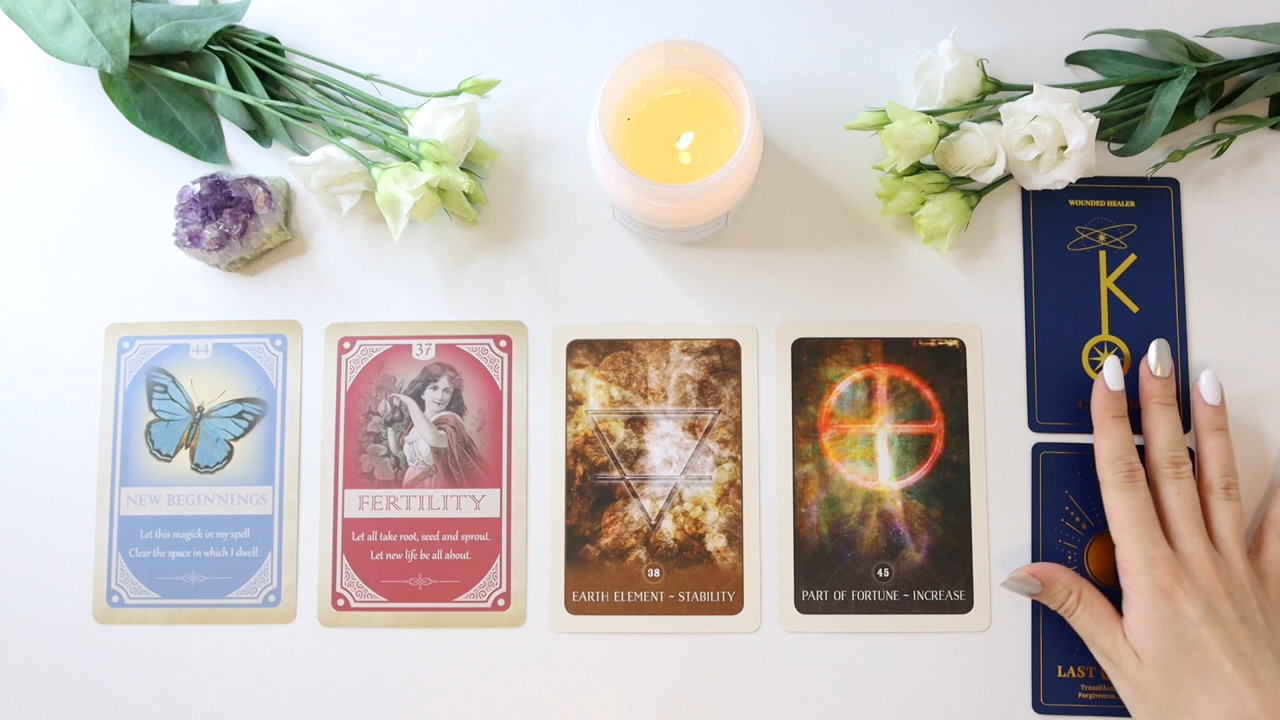 44
NEW BEGINNINGS
Let this magick in my spell
Clear the space in which I dwell.
37
FERTILITY
Let all take root, seed and sprout.
Let new life be all about.
38
EARTH ELEMENT ~ STABILITY
45
PART OF FORTUNE ~ INCREASE
WOUNDED HEALER
LAST
Forgiveness,